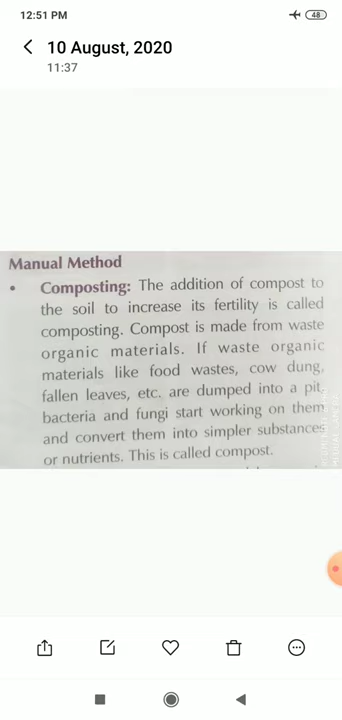 12:51 PM
48
10 August, 2020
11:37
Manual Method
• Composting: The addition of compost to
the soil to increase its fertility is called
composting. Compost is made from waste
organic materials. If waste organic
materials like food wastes, cow dung,
fallen leaves, etc. are dumped into a pit,
bacteria and fungi start working on them
and convert them into simpler substances
or nutrients. This is called compost.